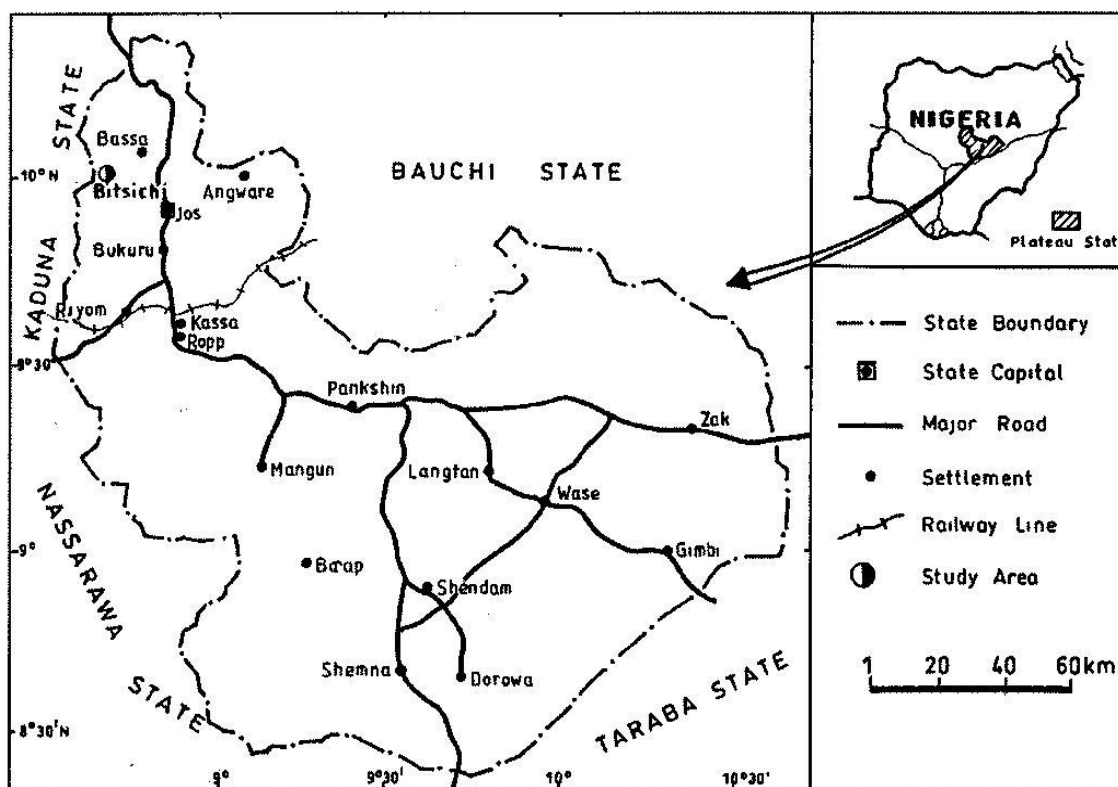 STATE
Bassa
10°N
Bitsichi
Jos
Angware
BAUCHI STATE
Bukuru
KADUNA
Riyom
Kassa
Ropp
9°30
Pankshin
Zak
Mangun
Langtan
Wase
NASSARAWA
9°
Barap
Gimbi
Shendam
Shemna
Dorowa
STATE
TARABA STATE
8°30'N
9°
9°30'
10°
10°30'
NIGERIA
Plateau Stat
State Boundary
State Capital
Major Road
Settlement
Railway Line
Study Area
1 20 40 60km